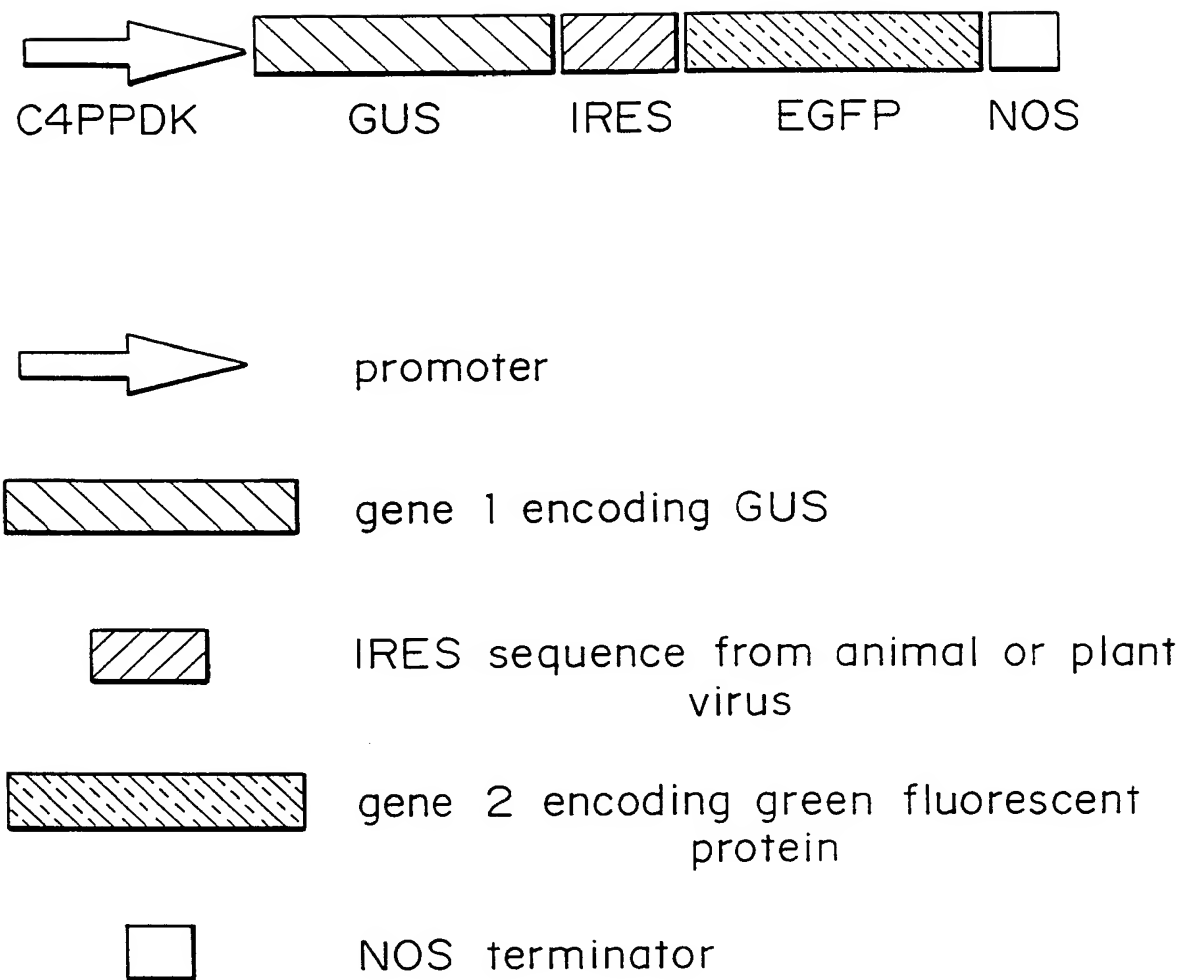 C4PPDK GUS IRES EGFP NOS
promoter
gene 1 encoding GUS
IRES sequence from animal or plant
virus
gene 2 encoding green fluorescent
protein
NOS terminator